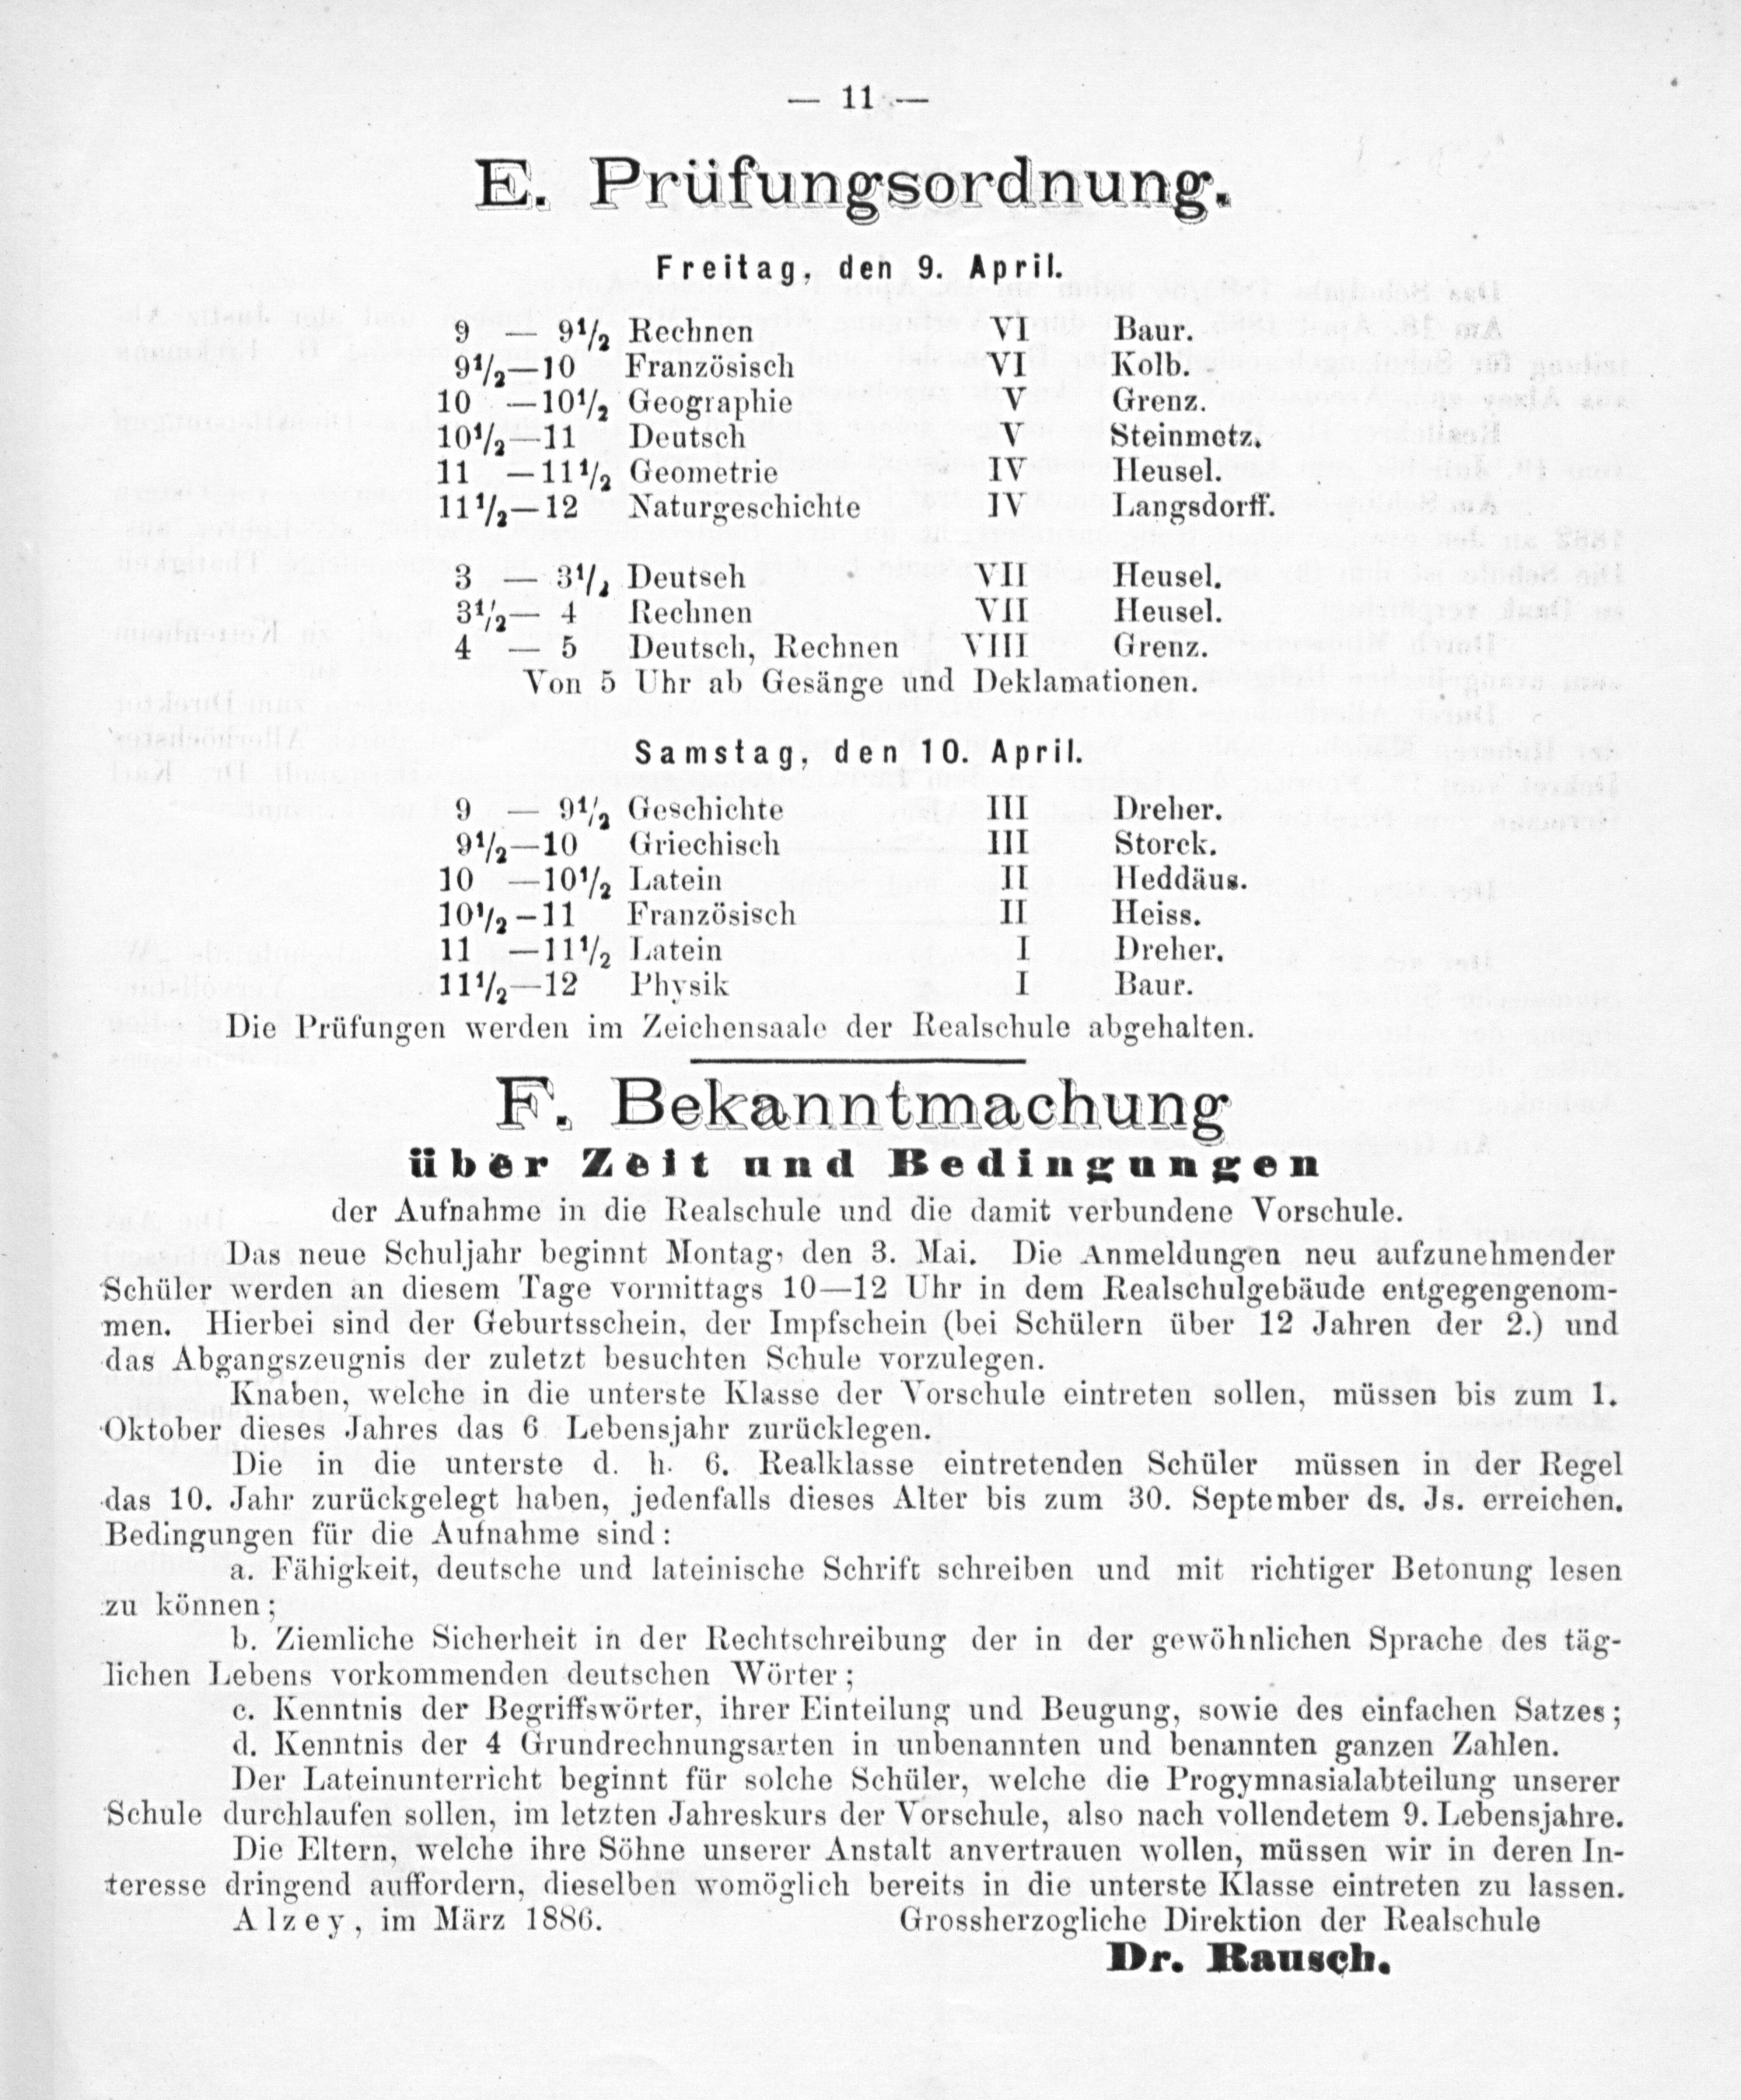 — 11 —
E. Prüfungsordnung.
Freitag, den 9. April.
9 — 9½ Rechnen VI Baur.
9½—10 Französisch VI Kolb.
10 —10½ Geographie V Grenz.
10½—11 Deutsch V Steinmetz.
11 —11½ Geometrie IV Heusel.
11½—12 Naturgeschichte IV Langsdorff.
3 — 3½ Deutsch VII Heusel.
3½— 4 Rechnen VII Heusel.
4 — 5 Deutsch, Rechnen VIII Grenz.
Von 5 Uhr ab Gesänge und Deklamationen.
Samstag, den 10. April.
9 — 9½ Geschichte III Dreher.
9½—10 Griechisch III Storck.
10 —10½ Latein II Heddäus.
10½—11 Französisch II Heiss.
11 —11½ Latein I Dreher.
11½—12 Physik I Baur.
Die Prüfungen werden im Zeichensaale der Realschule abgehalten.
F. Bekanntmachung
über Zeit und Bedingungen
der Aufnahme in die Realschule und die damit verbundene Vorschule.
Das neue Schuljahr beginnt Montag, den 3. Mai. Die Anmeldungen neu aufzunehmender
Schüler werden an diesem Tage vormittags 10—12 Uhr in dem Realschulgebäude entgegengenom-
men. Hierbei sind der Geburtsschein, der Impfschein (bei Schülern über 12 Jahren der 2.) und
das Abgangszeugnis der zuletzt besuchten Schule vorzulegen.
Knaben, welche in die unterste Klasse der Vorschule eintreten sollen, müssen bis zum 1.
Oktober dieses Jahres das 6 Lebensjahr zurücklegen.
Die in die unterste d. h. 6. Realklasse eintretenden Schüler müssen in der Regel
das 10. Jahr zurückgelegt haben, jedenfalls dieses Alter bis zum 30. September ds. Js. erreichen.
Bedingungen für die Aufnahme sind:
a. Fähigkeit, deutsche und lateinische Schrift schreiben und mit richtiger Betonung lesen
zu können;
b. Ziemliche Sicherheit in der Rechtschreibung der in der gewöhnlichen Sprache des täg-
lichen Lebens vorkommenden deutschen Wörter;
c. Kenntnis der Begriffswörter, ihrer Einteilung und Beugung, sowie des einfachen Satzes;
d. Kenntnis der 4 Grundrechnungsarten in unbenannten und benannten ganzen Zahlen.
Der Lateinunterricht beginnt für solche Schüler, welche die Progymnasialabteilung unserer
Schule durchlaufen sollen, im letzten Jahreskurs der Vorschule, also nach vollendetem 9. Lebensjahre.
Die Eltern, welche ihre Söhne unserer Anstalt anvertrauen wollen, müssen wir in deren In-
teresse dringend auffordern, dieselben womöglich bereits in die unterste Klasse eintreten zu lassen.
Alzey, im März 1886. Grossherzogliche Direktion der Realschule
Dr. Rausch.